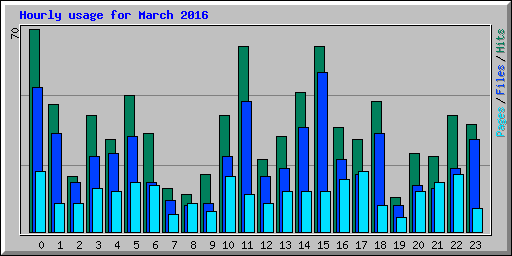 Hourly usage for March 2016
70
Pages/Files/Hits
0 1 2 3 4 5 6 7 8 9 10 11 12 13 14 15 16 17 18 19 20 21 22 23